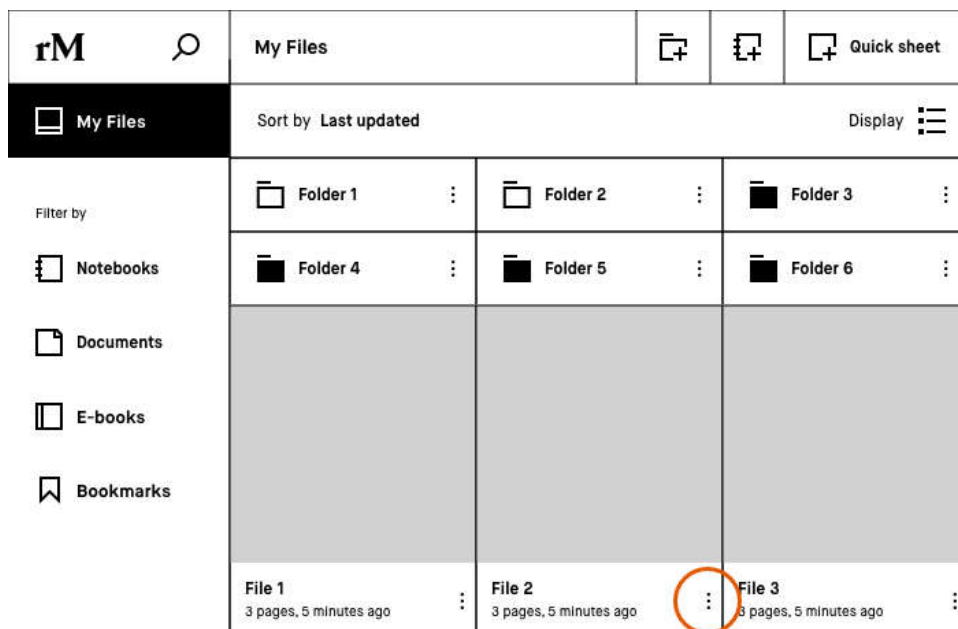 rM
My Files
Quick sheet
My Files
Sort by Last updated
Display
Filter by
Notebooks
Documents
E-books
Bookmarks
Folder 1
Folder 2
Folder 3
Folder 4
Folder 5
Folder 6
File 1
3 pages, 5 minutes ago
File 2
3 pages, 5 minutes ago
File 3
3 pages, 5 minutes ago